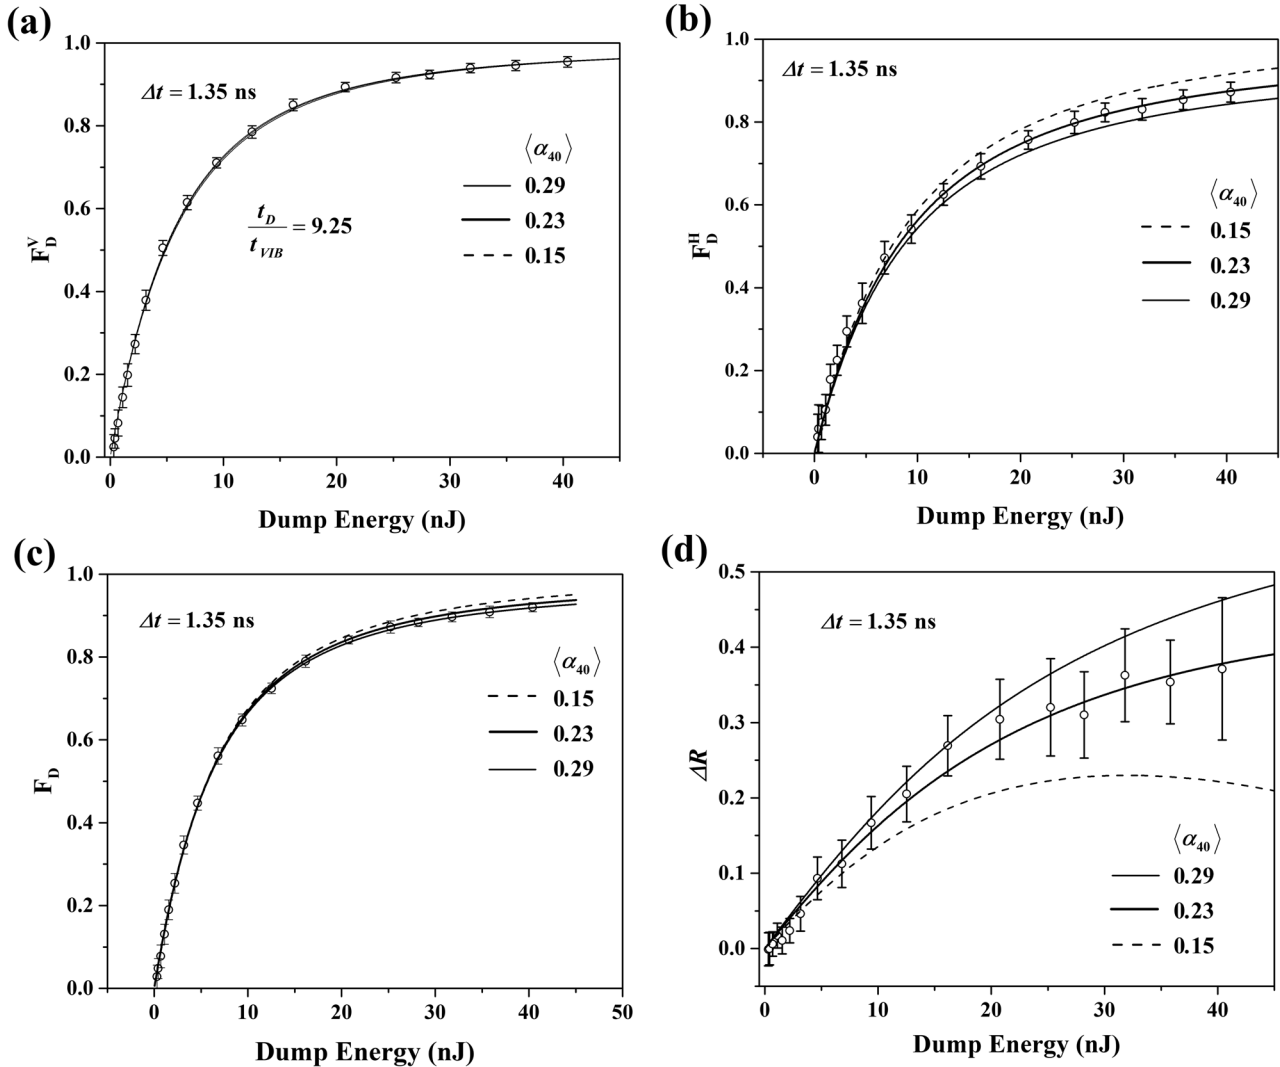 (a)
1.0
0.8
0.6
0.4
0.2
0.0
F_D^V
Δt = 1.35 ns
⟨α₄₀⟩
0.29
0.23
0.15
t_D / t_VIB = 9.25
0 10 20 30 40
Dump Energy (nJ)
(b)
1.0
0.8
0.6
0.4
0.2
0.0
F_D^H
Δt = 1.35 ns
⟨α₄₀⟩
0.15
0.23
0.29
0 10 20 30 40
Dump Energy (nJ)
(c)
1.0
0.8
0.6
0.4
0.2
0.0
F_D
Δt = 1.35 ns
⟨α₄₀⟩
0.15
0.23
0.29
0 10 20 30 40 50
Dump Energy (nJ)
(d)
0.5
0.4
0.3
0.2
0.1
0.0
ΔR
Δt = 1.35 ns
⟨α₄₀⟩
0.29
0.23
0.15
0 10 20 30 40
Dump Energy (nJ)